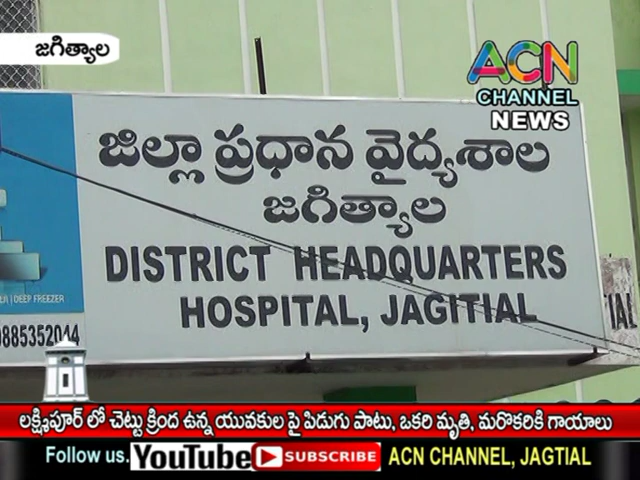 జగిత్యాల
ACN
CHANNEL
NEWS
జిల్లా ప్రధాన వైద్యశాల
జగిత్యాల
DISTRICT HEADQUARTERS
HOSPITAL, JAGITIAL
DEEP FREEZER
9885352044
లక్ష్మిపూర్ లో చెట్టు క్రింద ఉన్న యువకుల పై పిడుగు పాటు, ఒకరి మృతి, మరొకరికి గాయాలు
Follow us. YouTube SUBSCRIBE ACN CHANNEL, JAGTIAL